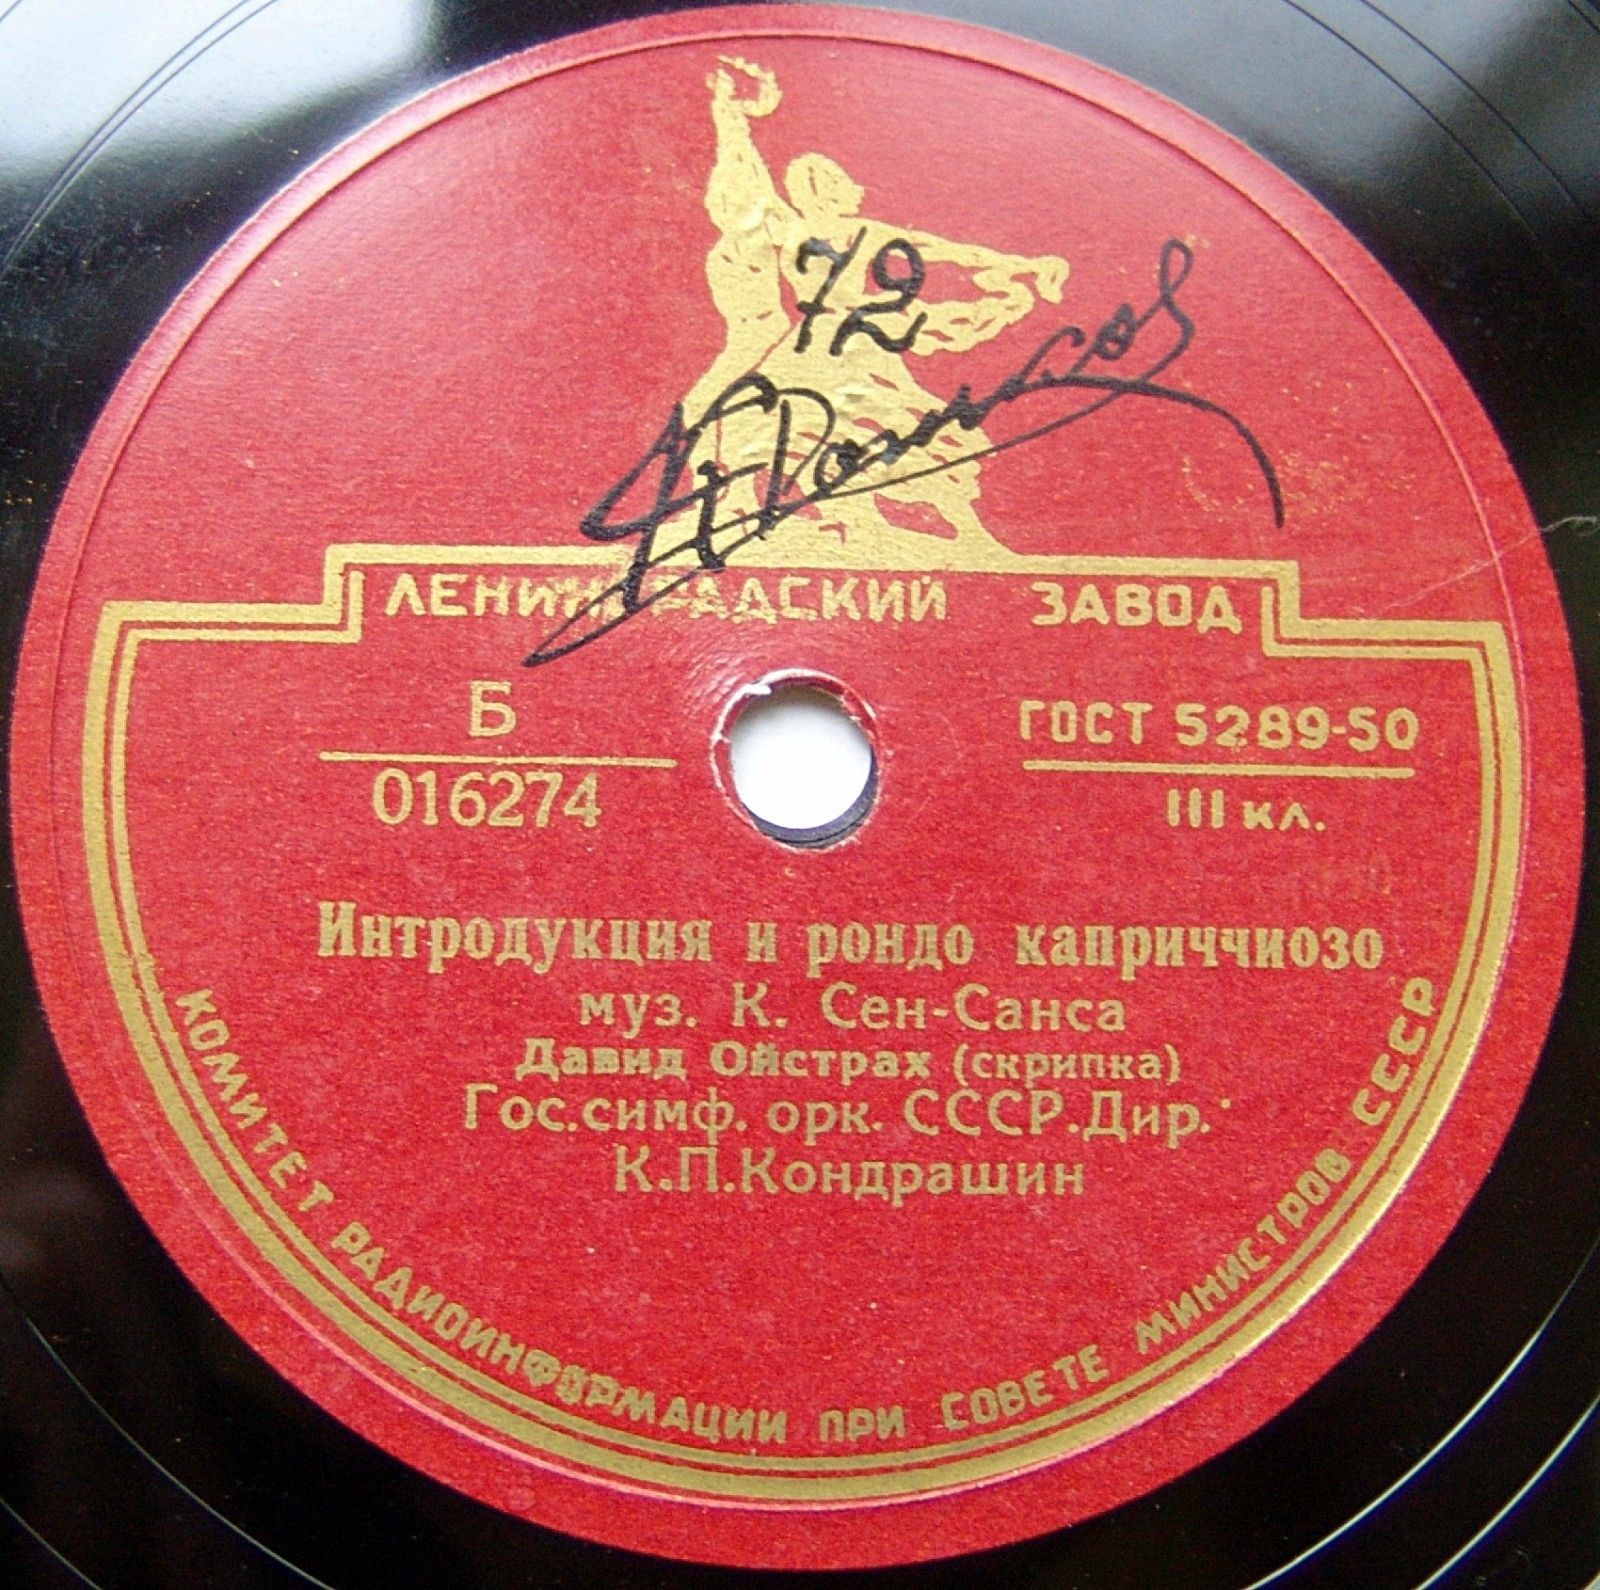 72
ЛЕНИНГРАДСКИЙ ЗАВОД
Б
016274
ГОСТ 5289-50
III кл.
Интродукция и рондо каприччиозо
муз. К. Сен-Санса
Давид Ойстрах (скрипка)
Гос.симф. орк. СССР.Дир.
К.П.Кондрашин
КОМИТЕТ РАДИОИНФОРМАЦИИ ПРИ СОВЕТЕ МИНИСТРОВ СССР